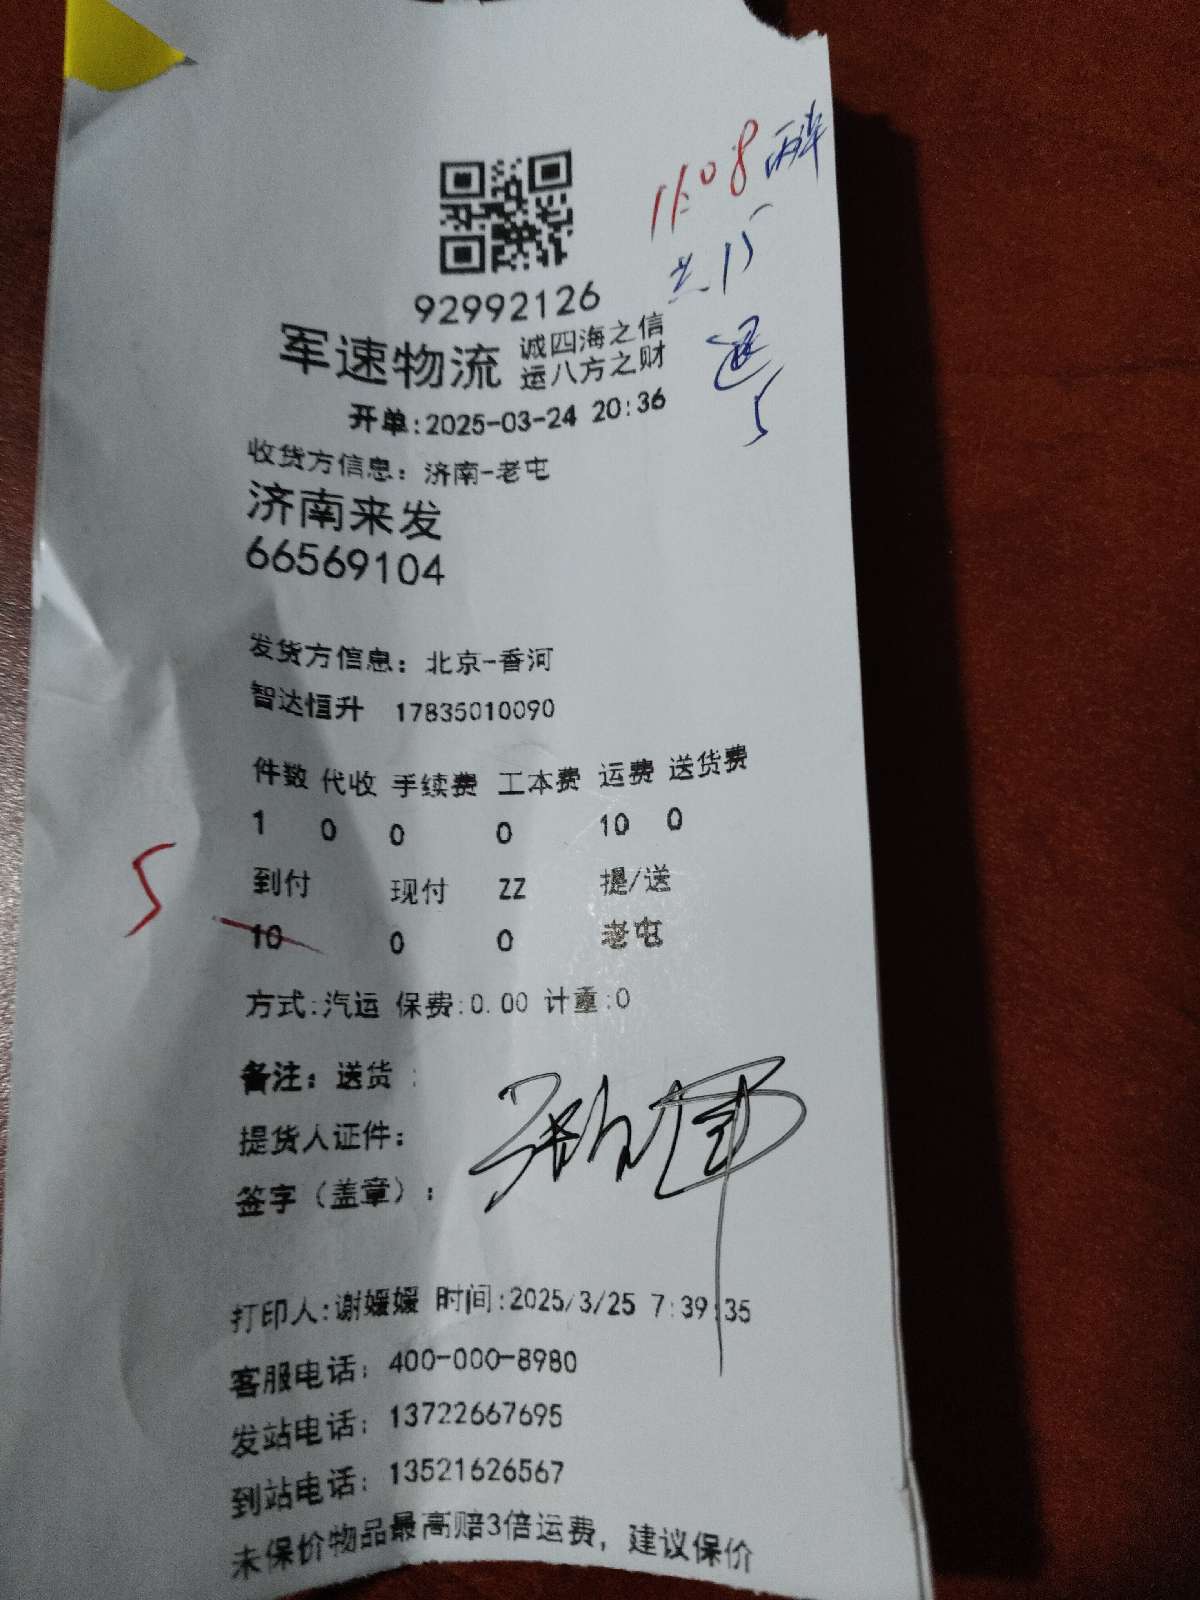 11:08
共15
退
5
92992126
军速物流 诚四海之信
运八方之财
开单:2025-03-24 20:36
收货方信息: 济南-老屯
济南来发
66569104
发货方信息: 北京-香河
智达恒升 17835010090
件数 代收 手续费 工本费 运费 送货费
1 0 0 0 10 0
到付 现付 ZZ 提/送
5 10 0 0 老屯
方式:汽运 保费:0.00 计重:0
备注: 送货 :
提货人证件:
签字(盖章):
打印人:谢媛媛 时间:2025/3/25 7:39:35
客服电话: 400-000-8980
发站电话: 13722667695
到站电话: 13521626567
未保价物品最高赔3倍运费, 建议保价